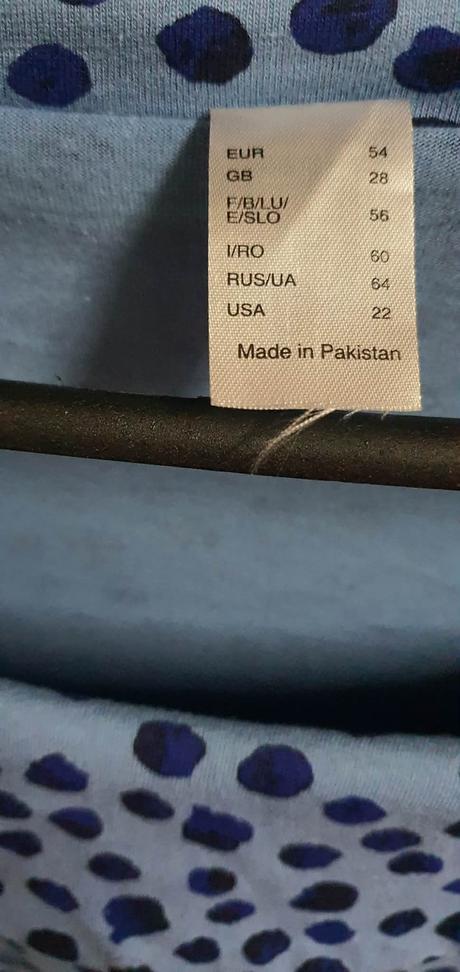 EUR 54
GB 28
F/B/LU/
E/SLO 56
I/RO 60
RUS/UA 64
USA 22
Made in Pakistan